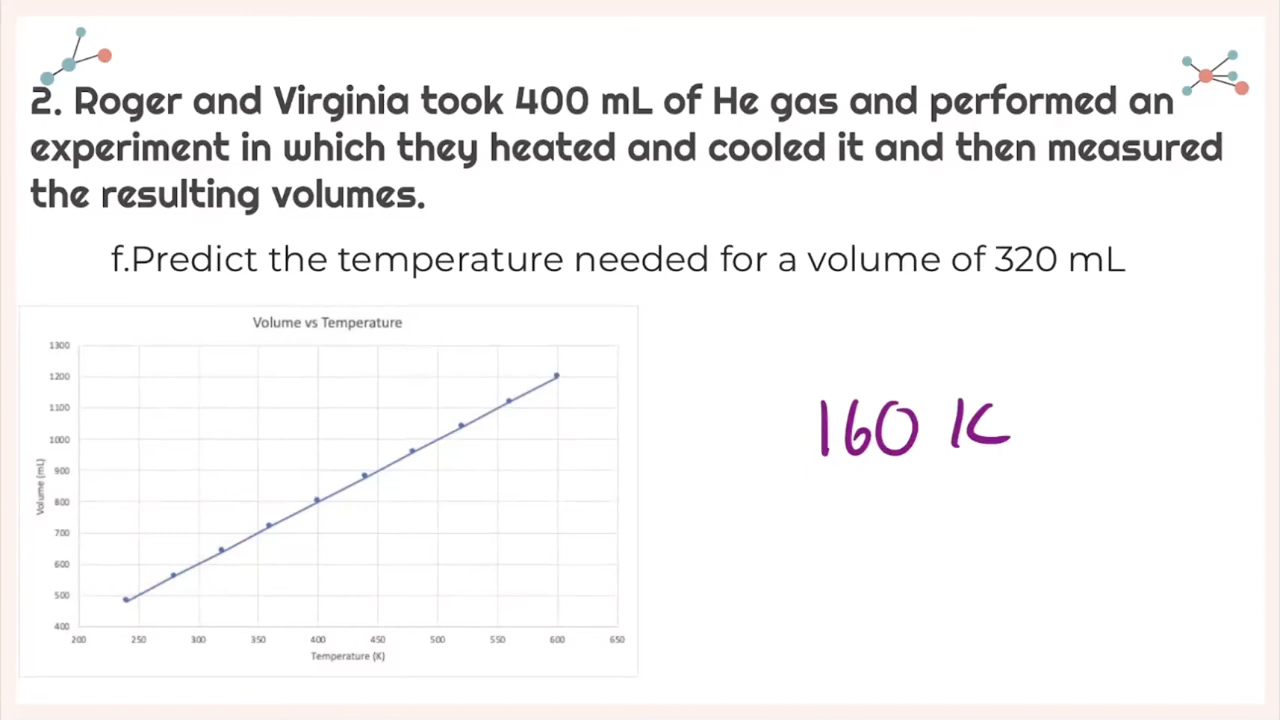 2. Roger and Virginia took 400 mL of He gas and performed an
experiment in which they heated and cooled it and then measured
the resulting volumes.
f.Predict the temperature needed for a volume of 320 mL
Volume vs Temperature
1300
1200
1100
1000
900
800
700
600
500
400
Volume (mL)
200 250 300 350 400 450 500 550 600 650
Temperature (K)
160 K